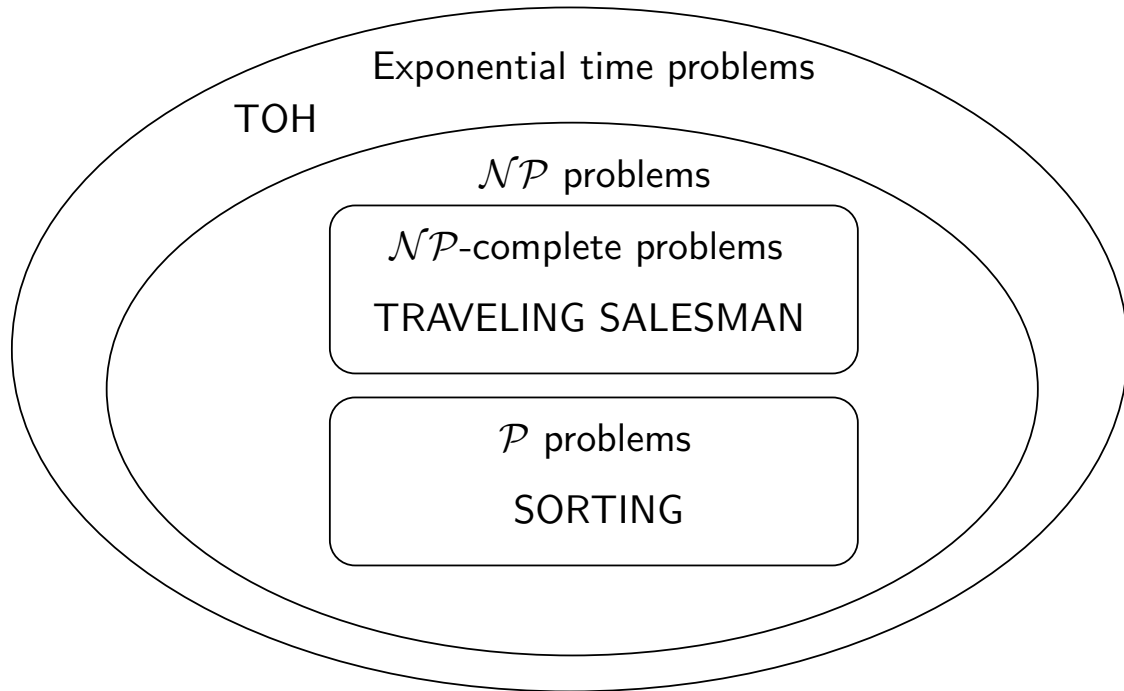 Exponential time problems
TOH
𝒩𝒫 problems
𝒩𝒫-complete problems
TRAVELING SALESMAN
𝒫 problems
SORTING